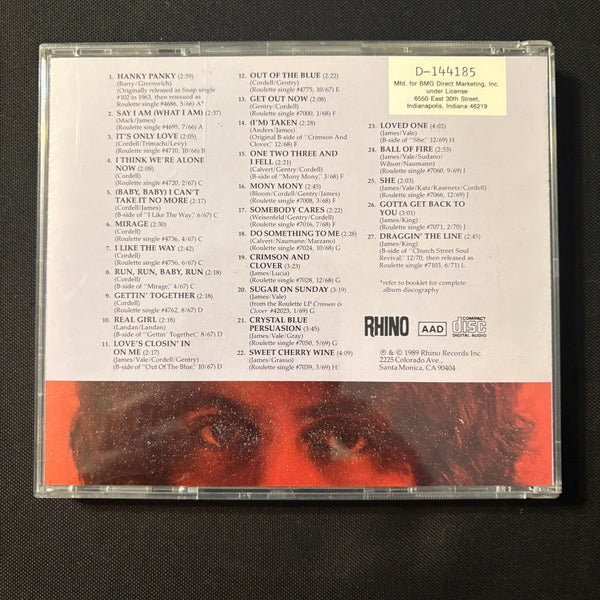 1. HANKY PANKY (2:59)
(Barry/Greenwich)
(Originally released as Snap single
#102 in 1963, then reissued as
Roulette single #4686, 5/66) A*
2. SAY I AM (WHAT I AM) (2:37)
(Mack/James)
(Roulette single #4695, 7/66) A
3. IT'S ONLY LOVE (2:05)
(Cordell/Trimachi/Levy)
(Roulette single #4710, 10/66) B
4. I THINK WE'RE ALONE
NOW (2:08)
(Cordell)
(Roulette single #4720, 2/67) C
5. (BABY, BABY) I CAN'T
TAKE IT NO MORE (2:17)
(Cordell/James)
(B-side of "I Like The Way," 6/67) C
6. MIRAGE (2:30)
(Cordell)
(Roulette single #4736, 4/67) C
7. I LIKE THE WAY (2:42)
(Cordell)
(Roulette single #4756, 6/67) C
8. RUN, RUN, BABY, RUN (2:18)
(Cordell)
(B-side of "Mirage," 4/67 C
9. GETTIN' TOGETHER (2:18)
(Cordell)
(Roulette single #4762, 8/67) D
10. REAL GIRL (2:18)
(Landan/Landan)
(B-side of "Gettin' Together," 8/67) D
11. LOVE'S CLOSIN' IN
ON ME (2:17)
(James/Vale/Cordell/Gentry)
(B-side of "Out Of The Blue," 10/67) D
12. OUT OF THE BLUE (2:22)
(Cordell/Gentry)
(Roulette single #4775, 10/67) E
13. GET OUT NOW (2:08)
(Gentry/Cordell)
(Roulette single #7000, 1/68) F
14. (I'M) TAKEN (2:28)
(Anders/James)
(Original B-side of "Crimson And
Clover," 12/68) F
15. ONE TWO THREE AND
I FELL (2:21)
(Calvert/Gentry/Cordell)
(B-side of "Mony Mony," 3/68) F
16. MONY MONY (2:45)
(Bloom/Cordell/Gentry/James)
(Roulette single #7008, 3/68) F
17. SOMEBODY CARES (2:22)
(Weisenfeld/Gentry/Cordell)
(Roulette single #7016, 7/68) F
18. DO SOMETHING TO ME (2:28)
(Calvert/Naumann/Marzano)
(Roulette single #7024, 10/68) G
19. CRIMSON AND
CLOVER (3:23)
(James/Lucia)
(Roulette single #7028, 12/68) G
20. SUGAR ON SUNDAY (3:19)
(James/Vale)
(from the Roulette LP Crimson &
Clover #42023, 1/69) G
21. CRYSTAL BLUE
PERSUASION (3:45)
(James/Vale/Gray)
(Roulette single #7050, 5/69) G
22. SWEET CHERRY WINE (4:09)
(James/Grasso)
(Roulette single #7039, 3/69) H
D-144185
Mfd. for BMG Direct Marketing, Inc.
under License
6550 East 30th Street,
Indianapolis, Indiana 46219
23. LOVED ONE (4:02)
(James/Vale)
(B-side of "She," 12/69) H
24. BALL OF FIRE (2:53)
(James/Vale/Sudano/
Wilson/Naumann)
(Roulette single #7060, 9/69) I
25. SHE (2:03)
(James/Vale/Katz/Kasenetz/Cordell)
(Roulette single #7066, 12/69) J
26. GOTTA GET BACK TO
YOU (3:01)
(James/King)
(Roulette single #7071, 2/70) J
27. DRAGGIN' THE LINE (2:45)
(James/King)
(B-side of "Church Street Soul
Revival," 12/70, then released as
Roulette single #7103, 6/71) L
*refer to booklet for complete
album discography
RHINO
AAD
COMPACT
disc
DIGITAL AUDIO
℗ & © 1989 Rhino Records Inc.
2225 Colorado Ave.,
Santa Monica, CA 90404